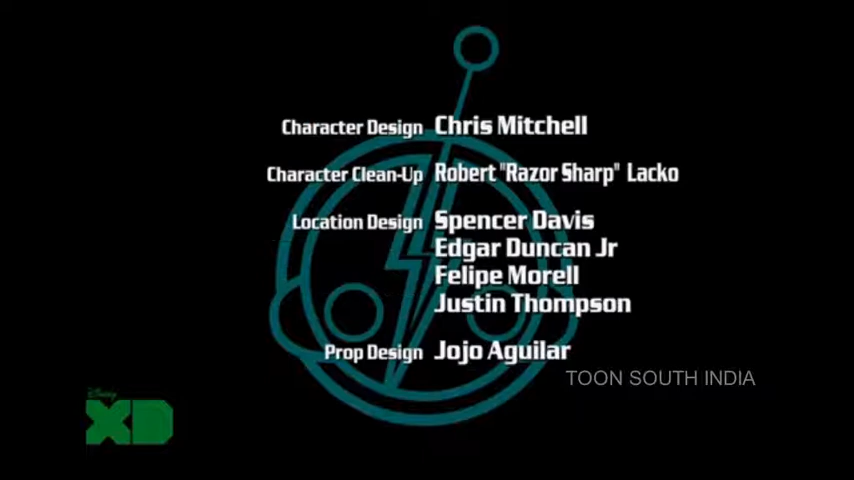 Character Design Chris Mitchell
Character Clean-Up Robert "Razor Sharp" Lacko
Location Design Spencer Davis
Edgar Duncan Jr
Felipe Morell
Justin Thompson
Prop Design Jojo Aguilar
TOON SOUTH INDIA
Disney
XD